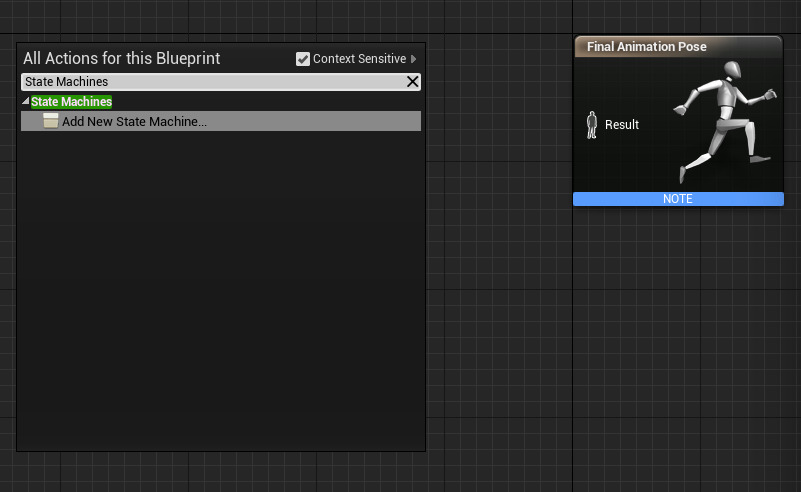 All Actions for this Blueprint
Context Sensitive
State Machines
State Machines
Add New State Machine...
Final Animation Pose
Result
NOTE